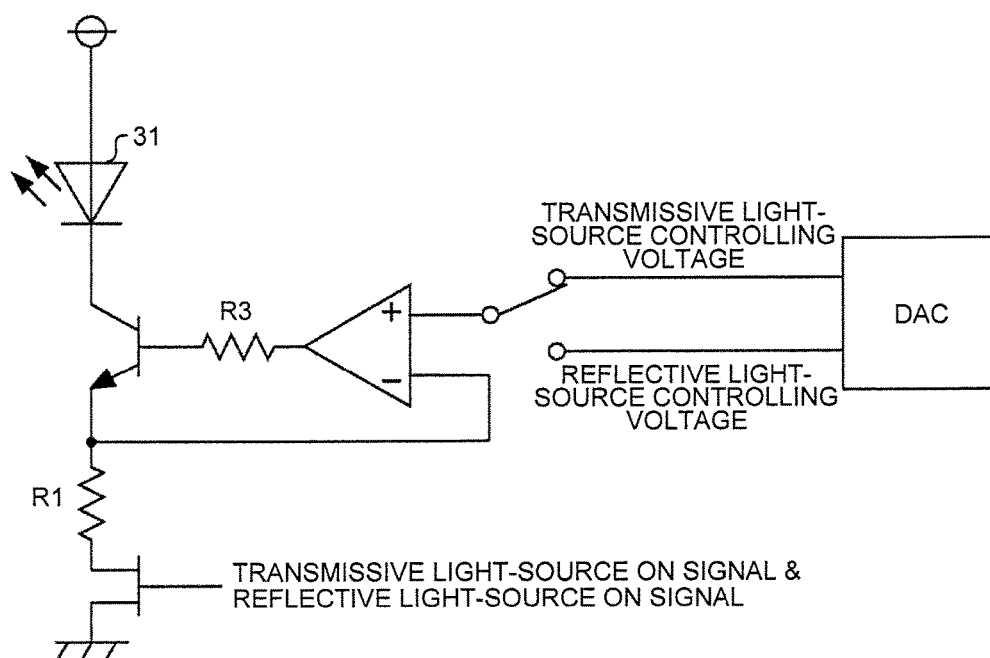 31
TRANSMISSIVE LIGHT-
SOURCE CONTROLLING
VOLTAGE
R3
+
DAC
−
REFLECTIVE LIGHT-
SOURCE CONTROLLING
VOLTAGE
R1
TRANSMISSIVE LIGHT-SOURCE ON SIGNAL &
REFLECTIVE LIGHT-SOURCE ON SIGNAL